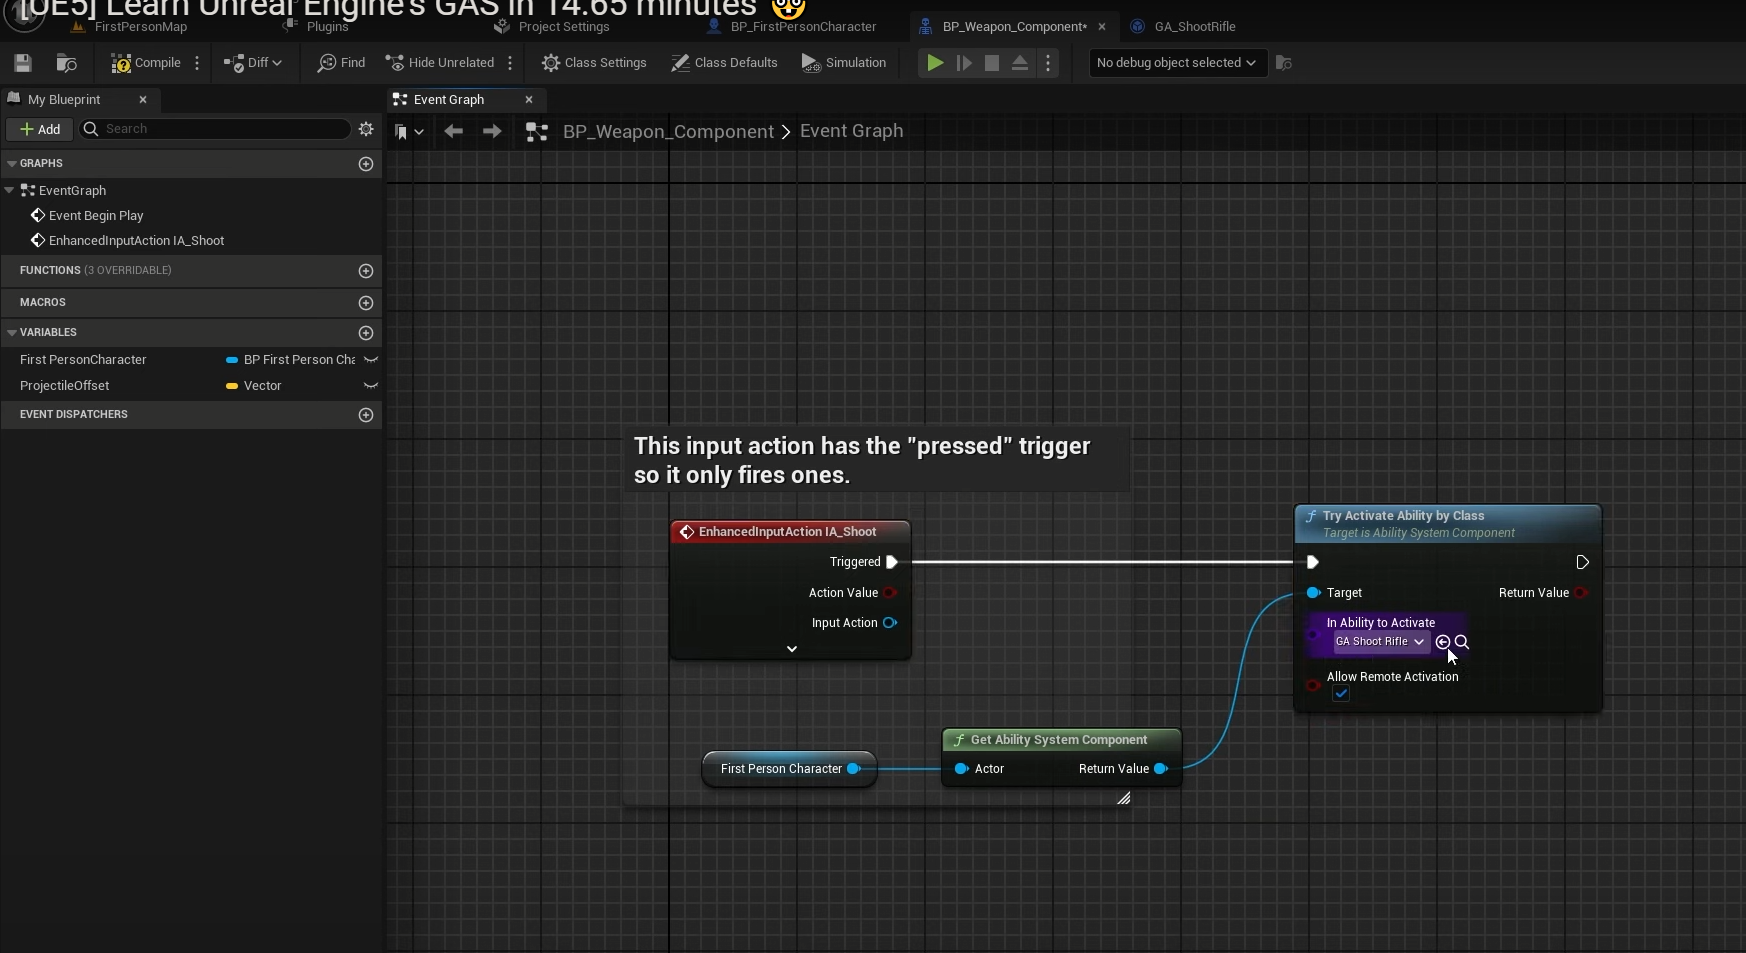 [UE5] Learn Unreal Engine's GAS in 14.65 minutes 🤓
FirstPersonMap
Plugins
Project Settings
BP_FirstPersonCharacter
BP_Weapon_Component*
GA_ShootRifle
Compile
Diff
Find
Hide Unrelated
Class Settings
Class Defaults
Simulation
No debug object selected
My Blueprint
Event Graph
+ Add
Search
BP_Weapon_Component > Event Graph
GRAPHS
EventGraph
Event Begin Play
EnhancedInputAction IA_Shoot
FUNCTIONS (3 OVERRIDABLE)
MACROS
VARIABLES
First PersonCharacter
BP First Person Cha
ProjectileOffset
Vector
EVENT DISPATCHERS
This input action has the "pressed" trigger
so it only fires ones.
EnhancedInputAction IA_Shoot
Triggered
Action Value
Input Action
f Try Activate Ability by Class
Target is Ability System Component
Target
Return Value
In Ability to Activate
GA Shoot Rifle
Allow Remote Activation
First Person Character
f Get Ability System Component
Actor
Return Value